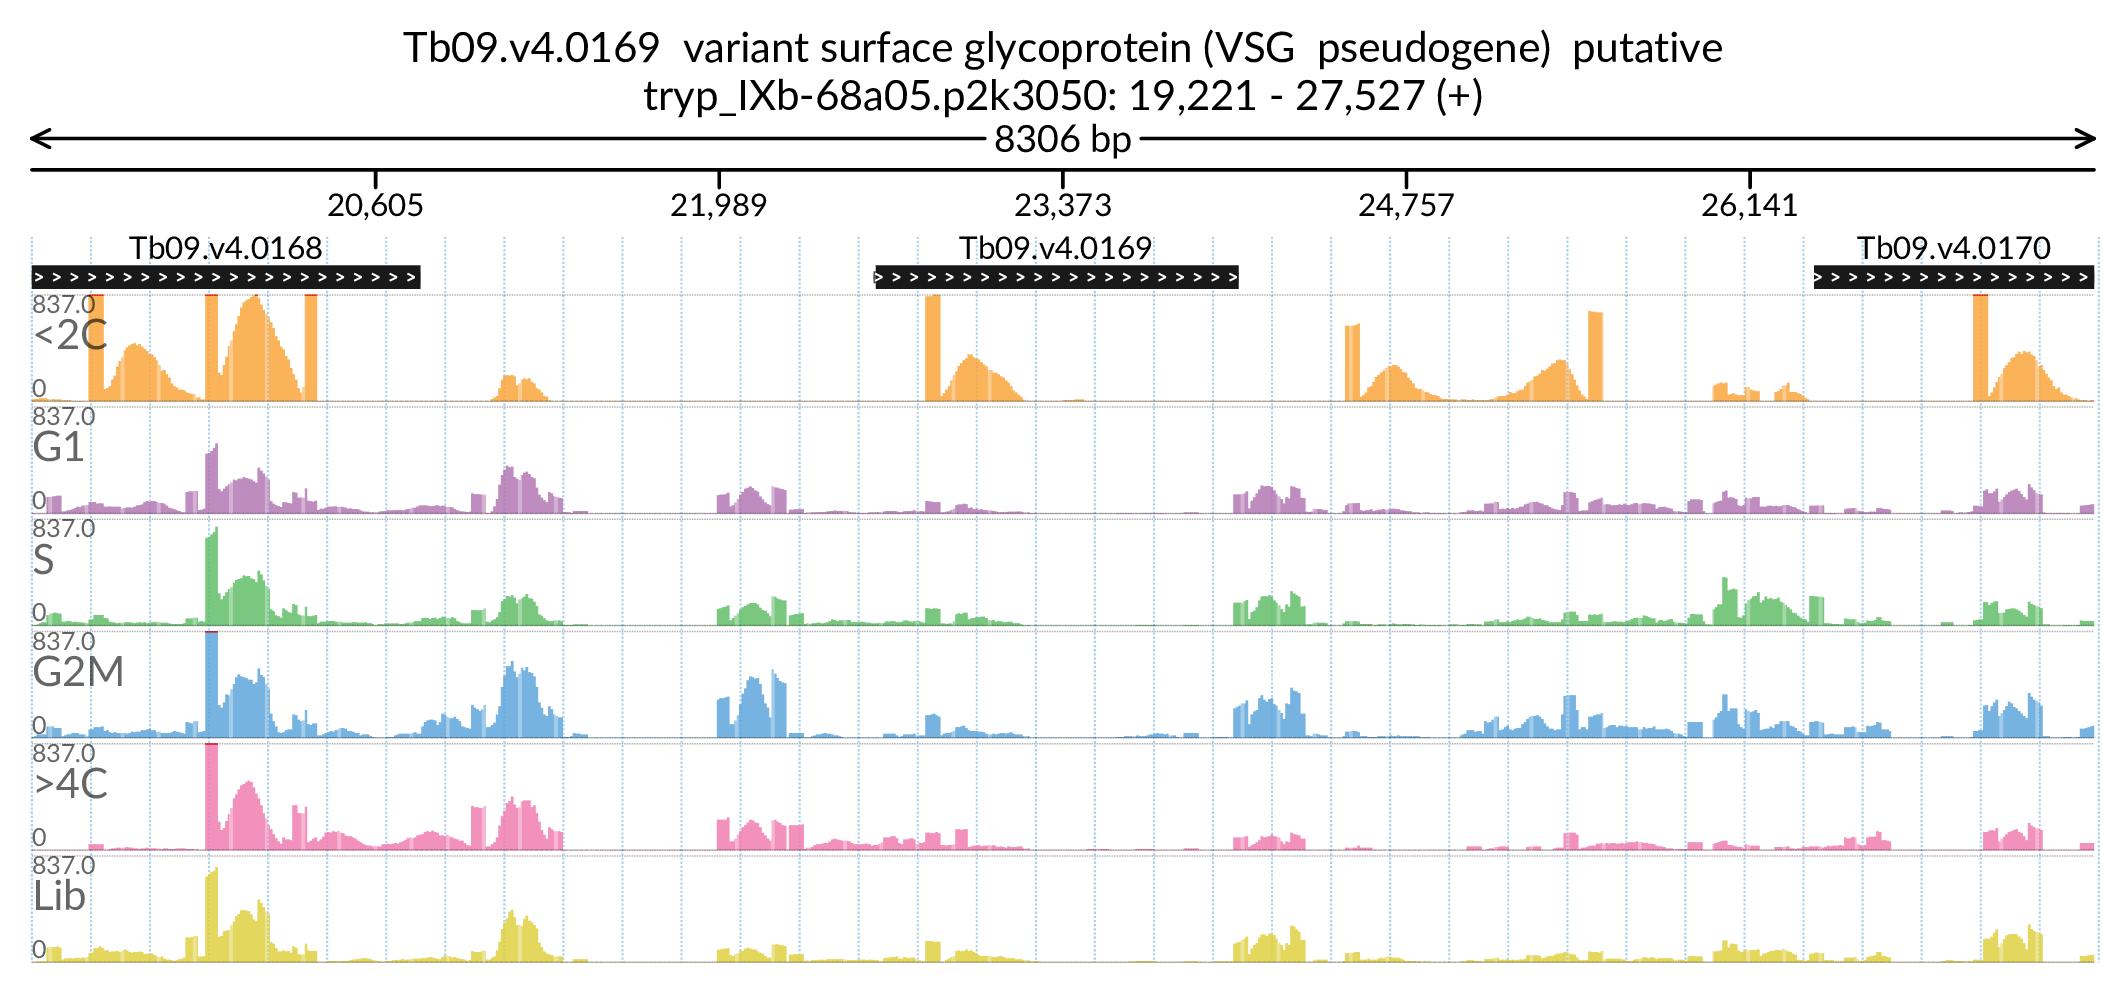 Tb09.v4.0169 variant surface glycoprotein (VSG pseudogene) putative
tryp_IXb-68a05.p2k3050: 19,221 - 27,527 (+)
8306 bp
20,605 21,989 23,373 24,757 26,141
Tb09.v4.0168 Tb09.v4.0169 Tb09.v4.0170
837.0
<2C
0
837.0
G1
0
837.0
S
0
837.0
G2M
0
837.0
>4C
0
837.0
Lib
0